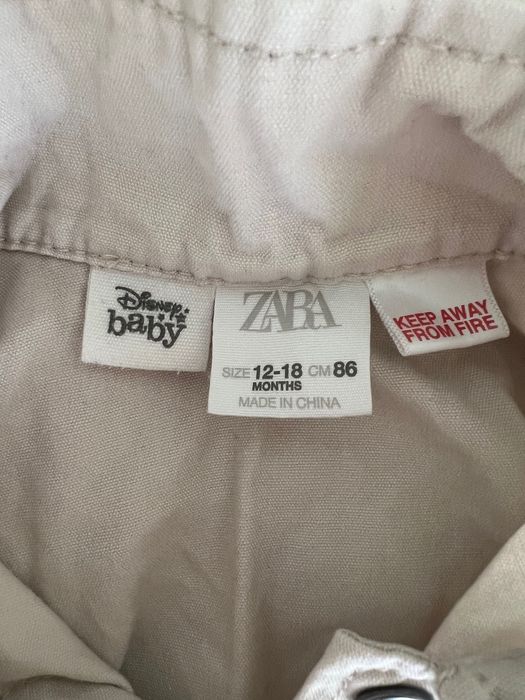 Disney
baby
ZARA
SIZE 12-18 CM 86
MONTHS
MADE IN CHINA
KEEP AWAY
FROM FIRE